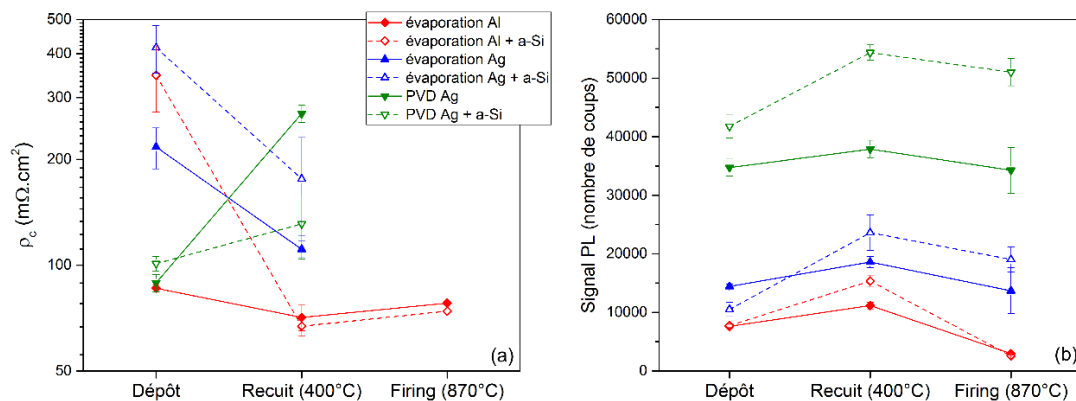 500
400
300
200
100
50
ρc (mΩ.cm²)
évaporation Al
évaporation Al + a-Si
évaporation Ag
évaporation Ag + a-Si
PVD Ag
PVD Ag + a-Si
(a)
Dépôt Recuit (400°C) Firing (870°C)
60000
50000
40000
30000
20000
10000
0
Signal PL (nombre de coups)
(b)
Dépôt Recuit (400°C) Firing (870°C)